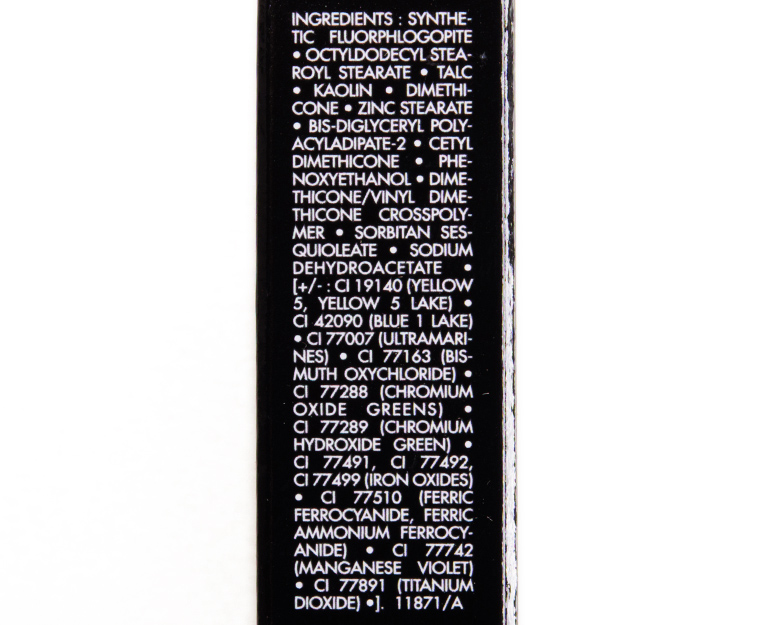 INGREDIENTS : SYNTHE-
TIC FLUORPHLOGOPITE
• OCTYLDODECYL STEA-
ROYL STEARATE • TALC
• KAOLIN • DIMETHI-
CONE • ZINC STEARATE
• BIS-DIGLYCERYL POLY-
ACYLADIPATE-2 • CETYL
DIMETHICONE • PHE-
NOXYETHANOL • DIME-
THICONE/VINYL DIME-
THICONE CROSSPOLY-
MER • SORBITAN SES-
QUIOLEATE • SODIUM
DEHYDROACETATE •
[+/- : CI 19140 (YELLOW
5, YELLOW 5 LAKE) •
CI 42090 (BLUE 1 LAKE)
• CI 77007 (ULTRAMARI-
NES) • CI 77163 (BIS-
MUTH OXYCHLORIDE) •
CI 77288 (CHROMIUM
OXIDE GREENS) •
CI 77289 (CHROMIUM
HYDROXIDE GREEN) •
CI 77491, CI 77492,
CI 77499 (IRON OXIDES)
• CI 77510 (FERRIC
FERROCYANIDE, FERRIC
AMMONIUM FERROCY-
ANIDE) • CI 77742
(MANGANESE VIOLET)
• CI 77891 (TITANIUM
DIOXIDE) •]. 11871/A